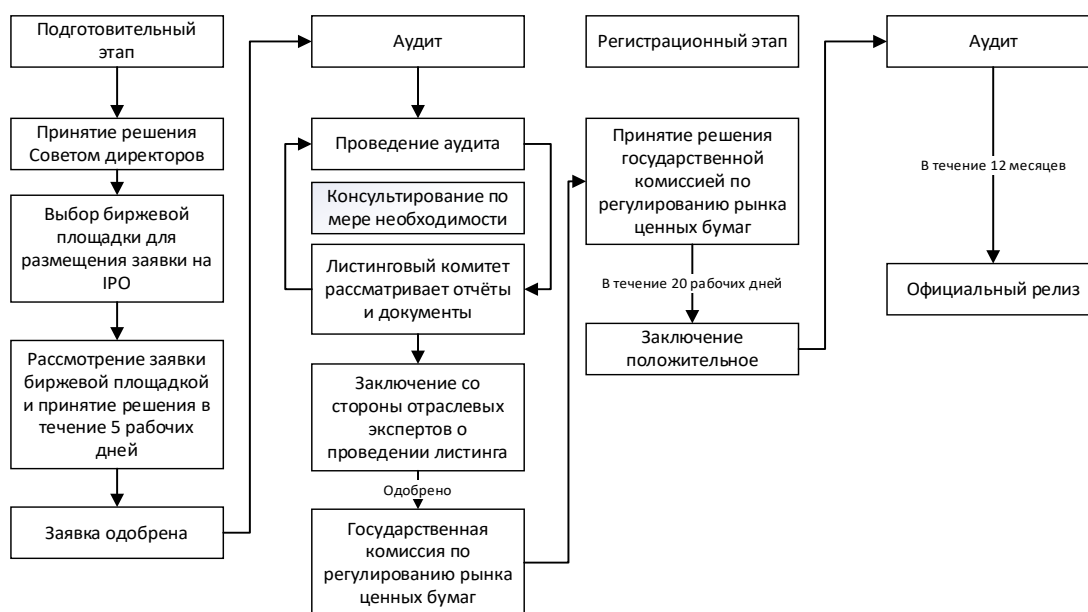 Подготовительный
этап
Принятие решения
Советом директоров
Выбор биржевой
площадки для
размещения заявки на
IPO
Рассмотрение заявки
биржевой площадкой
и принятие решения в
течение 5 рабочих
дней
Заявка одобрена
Аудит
Проведение аудита
Консультирование по
мере необходимости
Листинговый комитет
рассматривает отчёты
и документы
Заключение со
стороны отраслевых
экспертов о
проведении листинга
Одобрено
Государственная
комиссия по
регулированию рынка
ценных бумаг
Регистрационный этап
Принятие решения
государственной
комиссией по
регулированию рынка
ценных бумаг
В течение 20 рабочих дней
Заключение
положительное
Аудит
В течение 12 месяцев
Официальный релиз